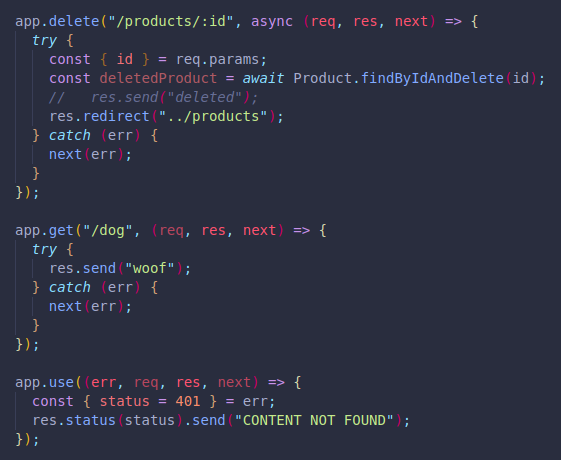 app.delete("/products/:id", async (req, res, next) => {
  try {
    const { id } = req.params;
    const deletedProduct = await Product.findByIdAndDelete(id);
    //   res.send("deleted");
    res.redirect("../products");
  } catch (err) {
    next(err);
  }
});

app.get("/dog", (req, res, next) => {
  try {
    res.send("woof");
  } catch (err) {
    next(err);
  }
});

app.use((err, req, res, next) => {
  const { status = 401 } = err;
  res.status(status).send("CONTENT NOT FOUND");
});